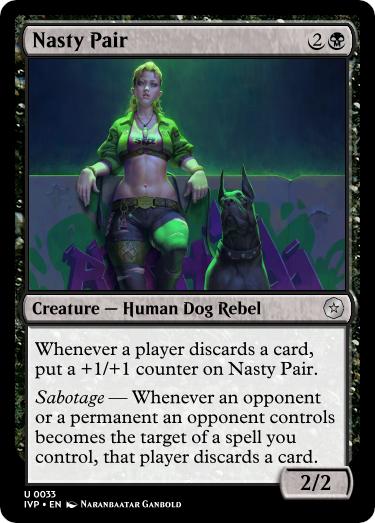 Nasty Pair 2
Creature — Human Dog Rebel
Whenever a player discards a card,
put a +1/+1 counter on Nasty Pair.
Sabotage — Whenever an opponent
or a permanent an opponent controls
becomes the target of a spell you
control, that player discards a card.
2/2
U 0033
IVP • EN Naranbaatar Ganbold